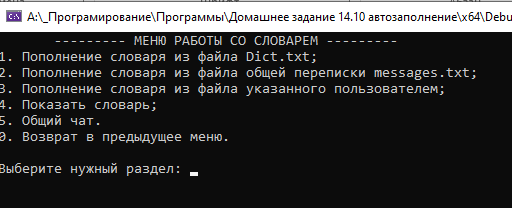 A:\_Програмирование\Программы\Домашнее задание 14.10 автозаполнение\x64\Debu
--------- МЕНЮ РАБОТЫ СО СЛОВАРЕМ ---------
1. Пополнение словаря из файла Dict.txt;
2. Пополнение словаря из файла общей переписки messages.txt;
3. Пополнение словаря из файла указанного пользователем;
4. Показать словарь;
5. Общий чат.
0. Возврат в предыдущее меню.
Выберите нужный раздел: _